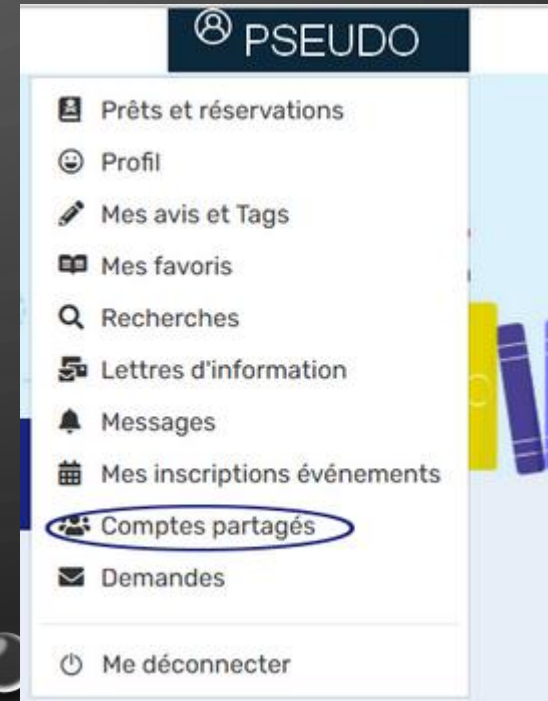 PSEUDO
Prêts et réservations
Profil
Mes avis et Tags
Mes favoris
Recherches
Lettres d'information
Messages
Mes inscriptions événements
Comptes partagés
Demandes
Me déconnecter